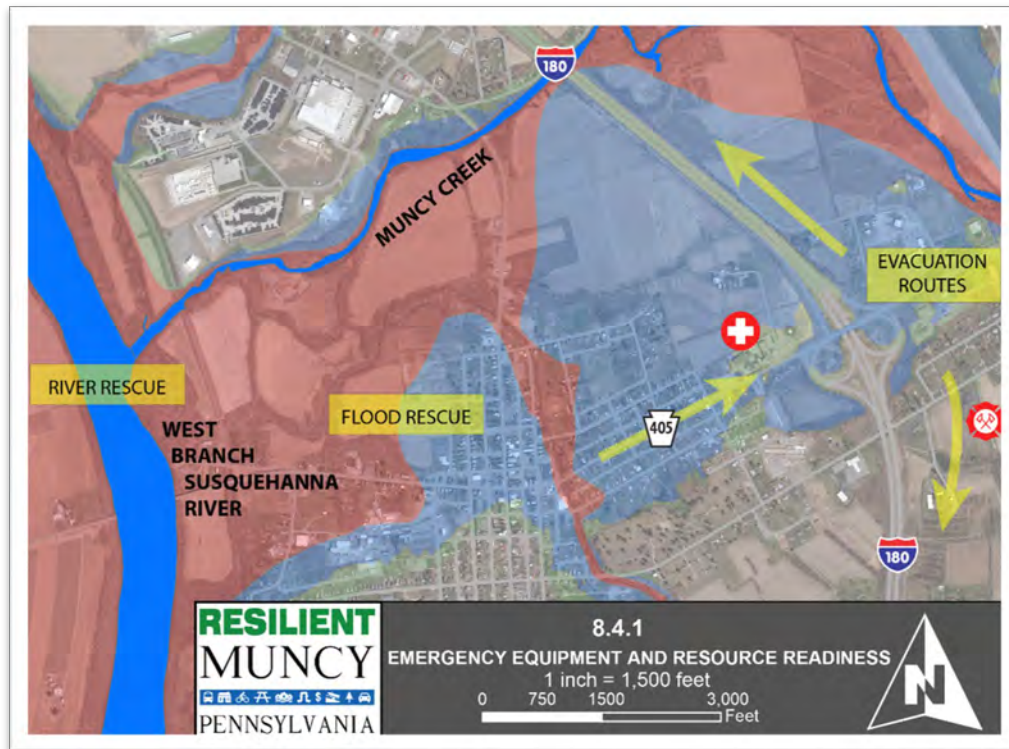 180
MUNCY CREEK
EVACUATION
ROUTES
RIVER RESCUE
FLOOD RESCUE
405
WEST
BRANCH
SUSQUEHANNA
RIVER
180
RESILIENT
MUNCY
PENNSYLVANIA
8.4.1
EMERGENCY EQUIPMENT AND RESOURCE READINESS
1 inch = 1,500 feet
0 750 1500 3,000
Feet
N